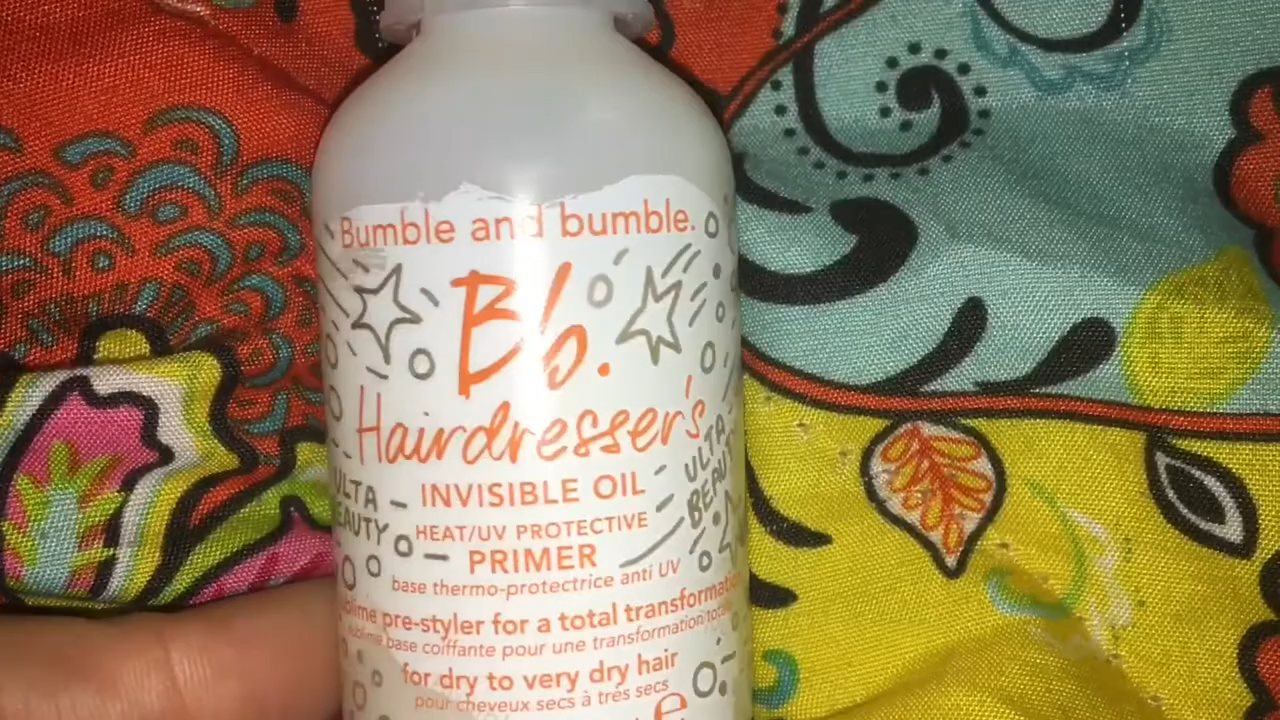 Bumble and bumble.
Bb.
Hairdresser's
INVISIBLE OIL
HEAT/UV PROTECTIVE
PRIMER
base thermo-protectrice anti UV
pre-styler for a total
base coiffante pour une transformation
for dry to very dry hair
pour cheveux secs à très secs
e
ULTA
BEAUTY
ULTA
BEAUTY